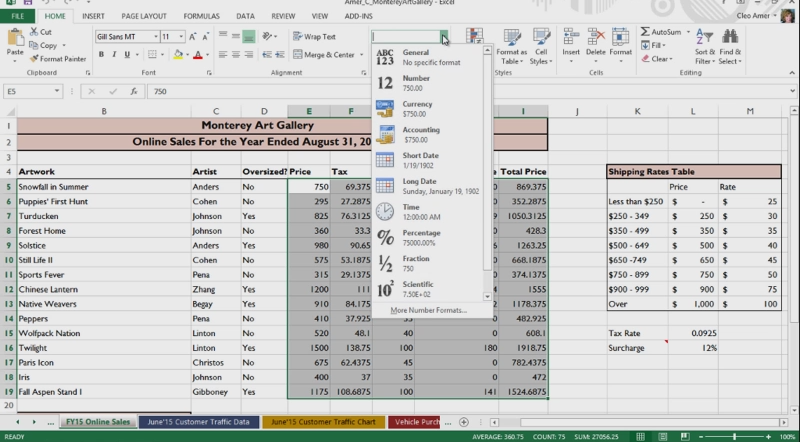 Amer_C_MontereyArtGallery - Excel
FILE HOME INSERT PAGE LAYOUT FORMULAS DATA REVIEW VIEW ADD-INS Cleo Amer
Cut
Copy
Paste
Format Painter
Clipboard
Gill Sans MT 11
B I U
Font
Wrap Text
Merge & Center
Alignment
Format as Table
Cell Styles
Styles
Insert Delete Format
Cells
AutoSum
Fill
Clear
Sort & Filter
Find & Select
Editing
E5 750
ABC 123 General
No specific format
12 Number
750.00
Currency
$750.00
Accounting
$750.00
Short Date
1/19/1902
Long Date
Sunday, January 19, 1902
Time
12:00:00 AM
% Percentage
75000.00%
1/2 Fraction
750
10² Scientific
7.50E+02
More Number Formats...
B C D E F I J K L M
1 Monterey Art Gallery
2 Online Sales For the Year Ended August 31, 20
3
4 Artwork Artist Oversized? Price Tax Total Price Shipping Rates Table
5 Snowfall in Summer Anders No 750 69.375 869.375 Price Rate
6 Puppies' First Hunt Cohen No 295 27.2875 352.2875 Less than $250 $ - $ 25
7 Turducken Johnson Yes 825 76.3125 1050.3125 $250 - 349 $ 250 $ 30
8 Forest Home Johnson No 360 33.3 428.3 $350 - 499 $ 350 $ 35
9 Solstice Anders Yes 980 90.65 1263.25 $500 - 649 $ 500 $ 40
10 Still Life II Cohen No 575 53.1875 668.1875 $650 -749 $ 650 $ 45
11 Sports Fever Pena No 315 29.1375 374.1375 $750 - 899 $ 750 $ 50
12 Chinese Lantern Zhang Yes 1200 111 1555 $900 - 999 $ 900 $ 75
13 Native Weavers Begay Yes 910 84.175 1178.375 Over $ 1,000 $ 100
14 Peppers Pena No 410 37.925 35 0 482.925
15 Wolfpack Nation Linton No 520 48.1 40 0 608.1 Tax Rate 0.0925
16 Twilight Linton Yes 1500 138.75 100 180 1918.75 Surcharge 12%
17 Paris Icon Christos No 675 62.4375 45 0 782.4375
18 Iris Johnson No 400 37 35 0 472
19 Fall Aspen Stand I Gibboney Yes 1175 108.6875 100 141 1524.6875
20
FY15 Online Sales June'15 Customer Traffic Data June'15 Customer Traffic Chart Vehicle Purch ...
READY AVERAGE: 360.75 COUNT: 75 SUM: 27056.25 100%